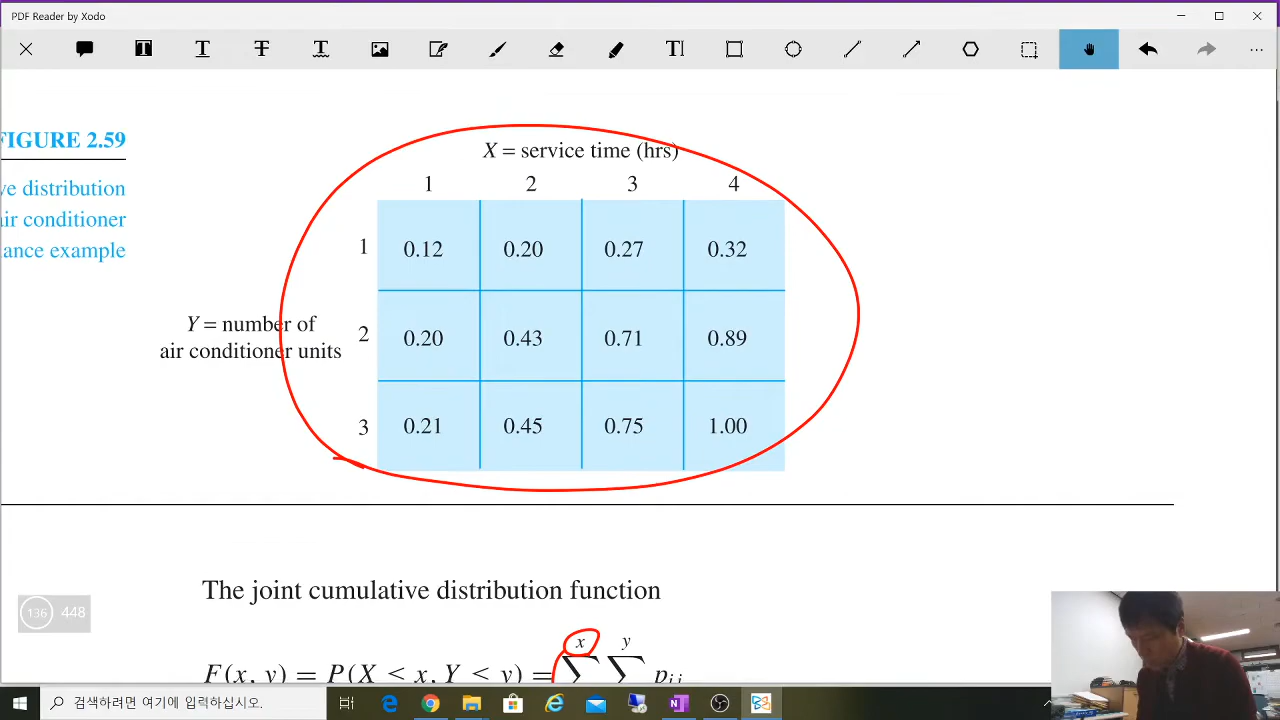 PDF Reader by Xodo
FIGURE 2.59
ve distribution
air conditioner
ance example
X = service time (hrs)
1 2 3 4
1 0.12 0.20 0.27 0.32
Y = number of
air conditioner units
2 0.20 0.43 0.71 0.89
3 0.21 0.45 0.75 1.00
The joint cumulative distribution function
x y
F(x, y) = P(X ≤ x, Y ≤ y) = ∑ ∑ pij
136 448
검색하려면 여기에 입력하십시오.